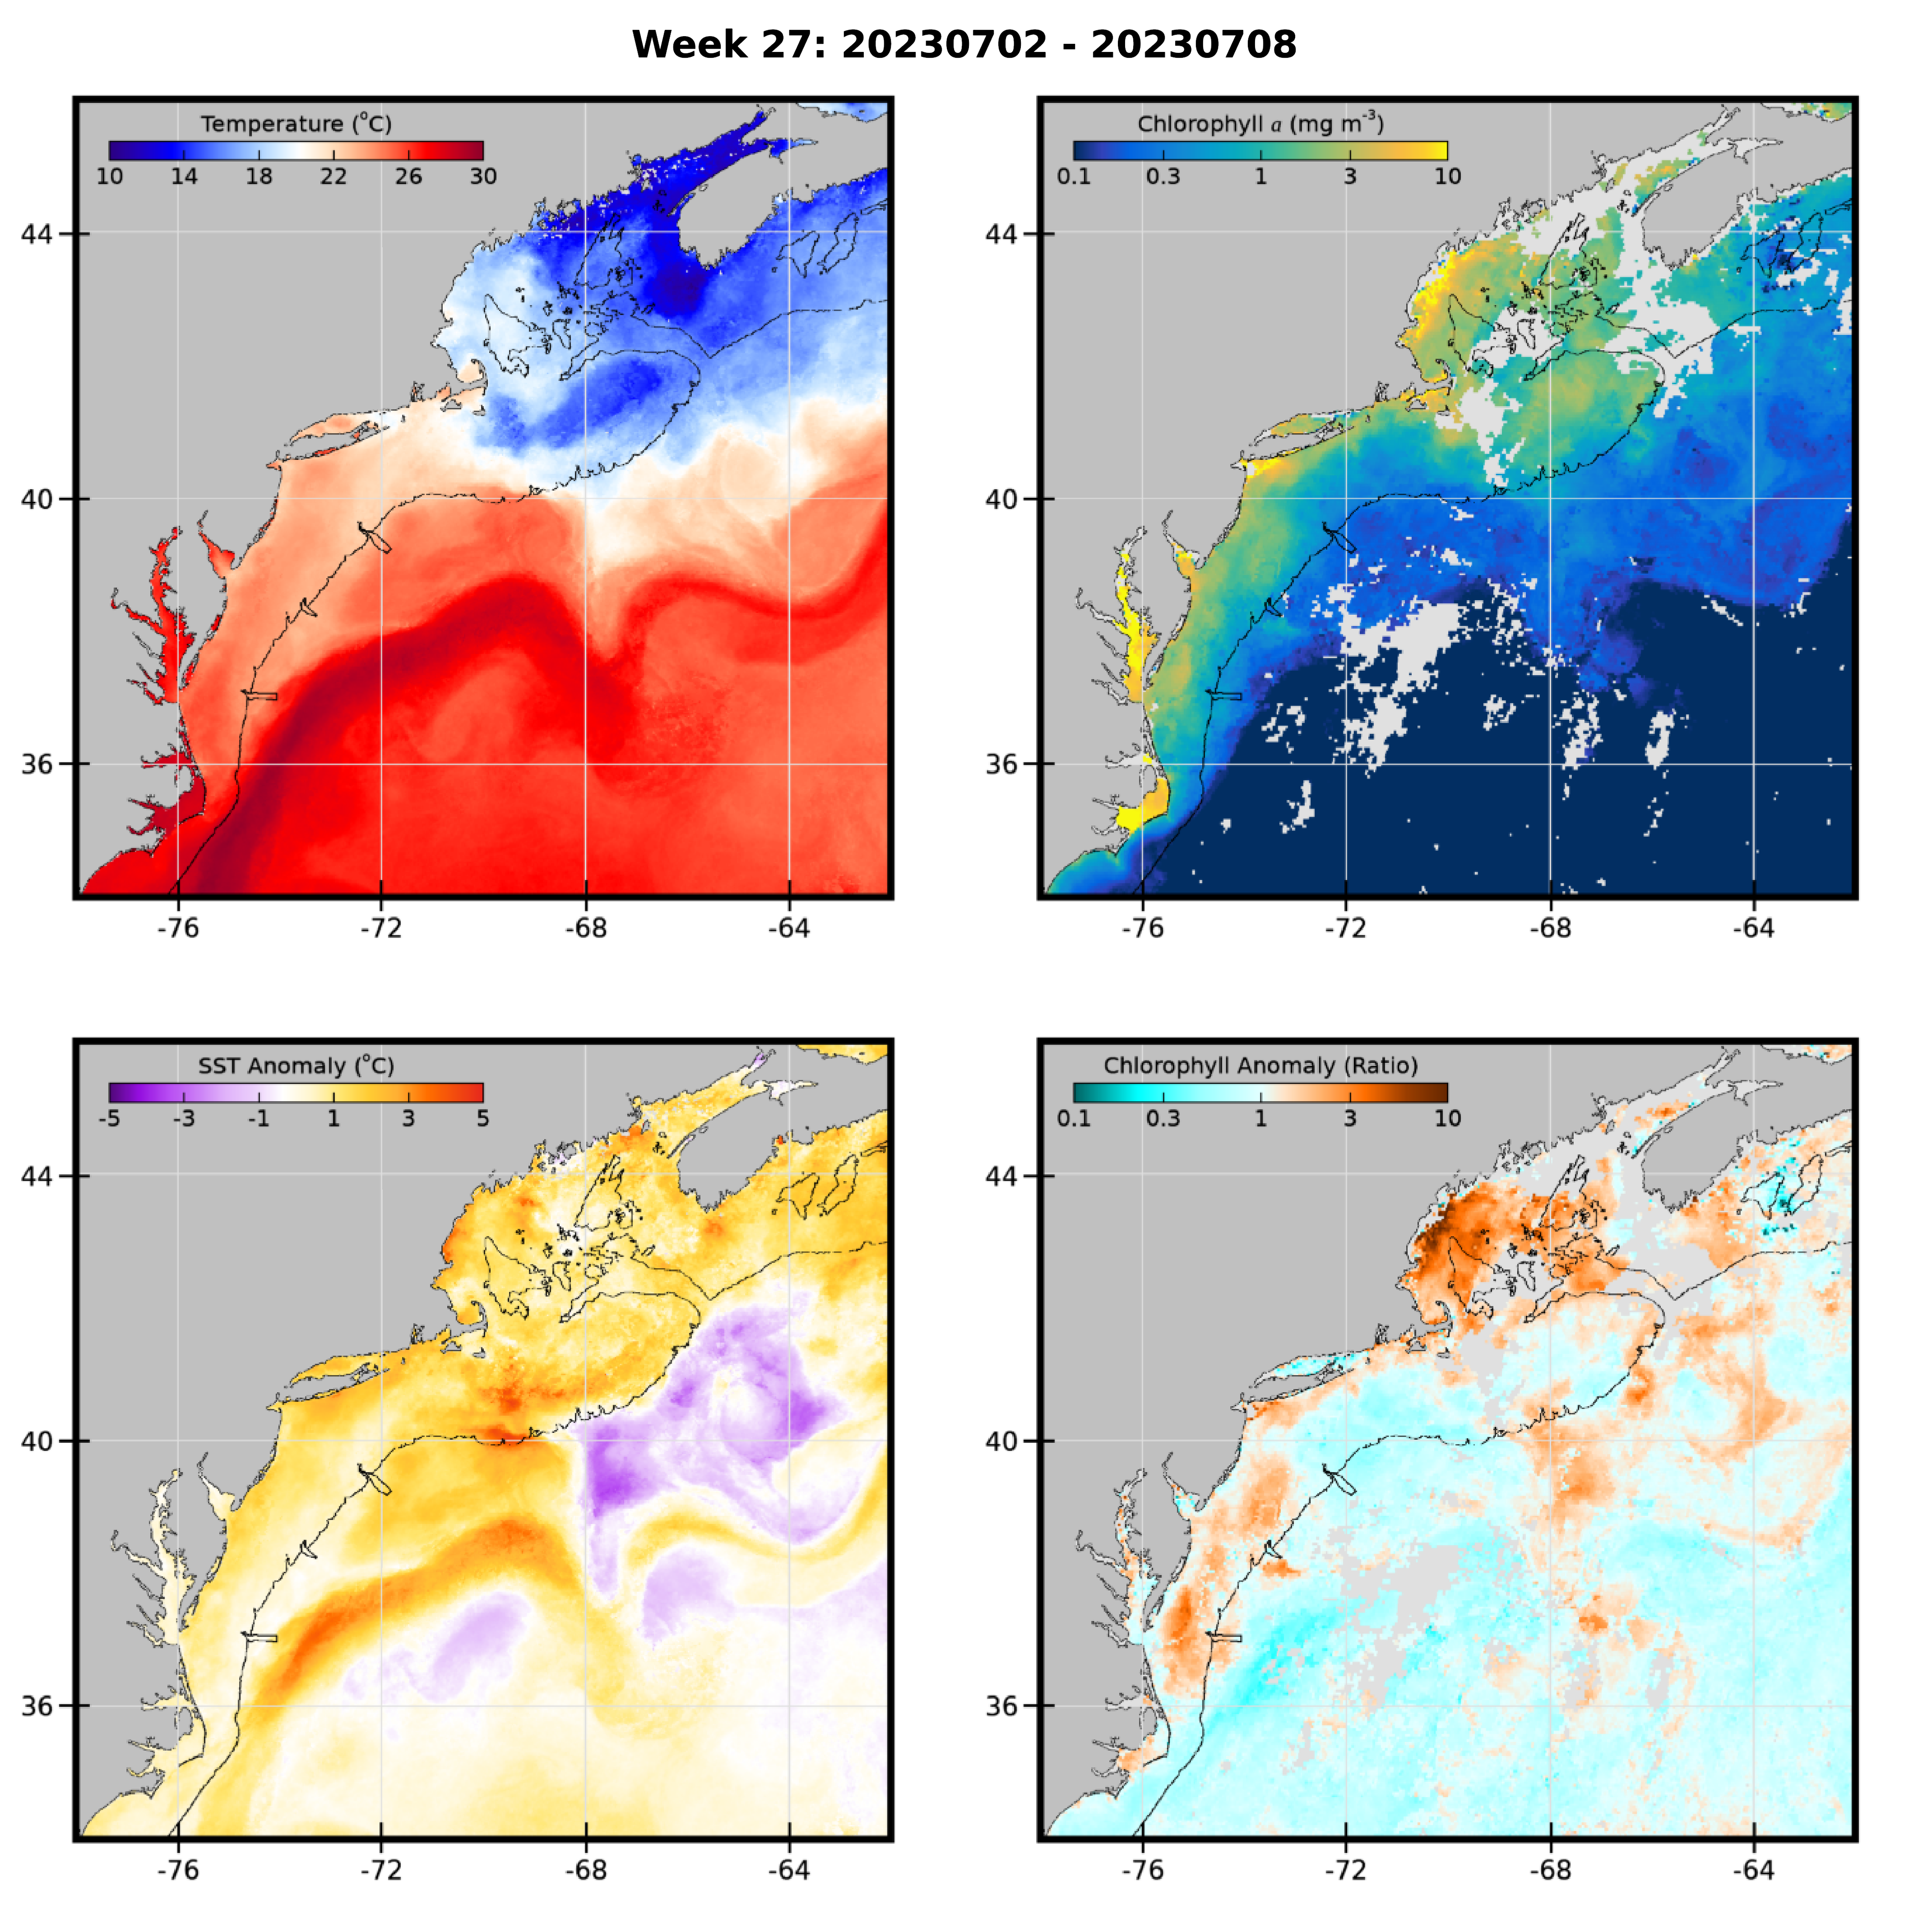 Week 27: 20230702 - 20230708
Temperature (°C)
10 14 18 22 26 30
44
40
36
-76 -72 -68 -64
Chlorophyll a (mg m⁻³)
0.1 0.3 1 3 10
44
40
36
-76 -72 -68 -64
SST Anomaly (°C)
-5 -3 -1 1 3 5
44
40
36
-76 -72 -68 -64
Chlorophyll Anomaly (Ratio)
0.1 0.3 1 3 10
44
40
36
-76 -72 -68 -64